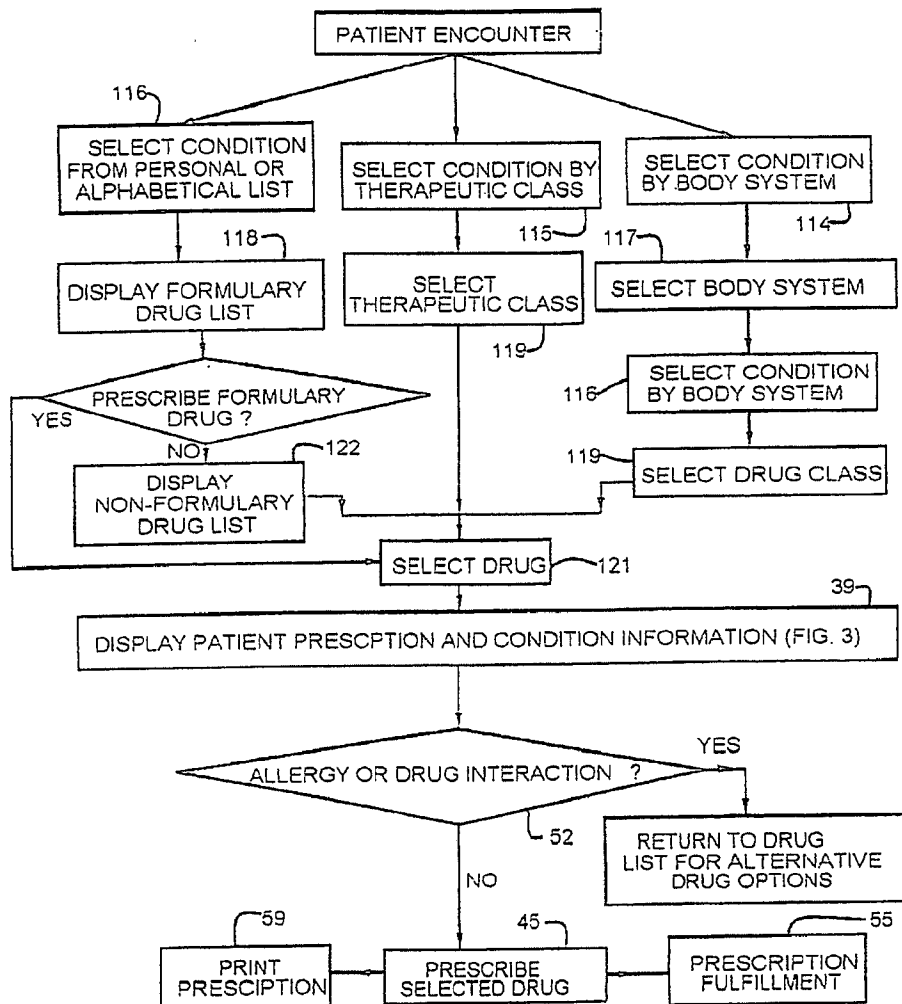 PATIENT ENCOUNTER
116
SELECT CONDITION
FROM PERSONAL OR
ALPHABETICAL LIST
SELECT CONDITION BY
THERAPEUTIC CLASS
115
SELECT CONDITION
BY BODY SYSTEM
114
118
DISPLAY FORMULARY
DRUG LIST
SELECT
THERAPEUTIC CLASS
119
117
SELECT BODY SYSTEM
PRESCRIBE FORMULARY
DRUG ?
YES
NO
116
SELECT CONDITION
BY BODY SYSTEM
122
DISPLAY
NON-FORMULARY
DRUG LIST
119
SELECT DRUG CLASS
SELECT DRUG
121
39
DISPLAY PATIENT PRESCPTION AND CONDITION INFORMATION (FIG. 3)
ALLERGY OR DRUG INTERACTION ?
YES
52
NO
RETURN TO DRUG
LIST FOR ALTERNATIVE
DRUG OPTIONS
59
PRINT
PRESCIPTION
45
PRESCRIBE
SELECTED DRUG
55
PRESCRIPTION
FULFILLMENT